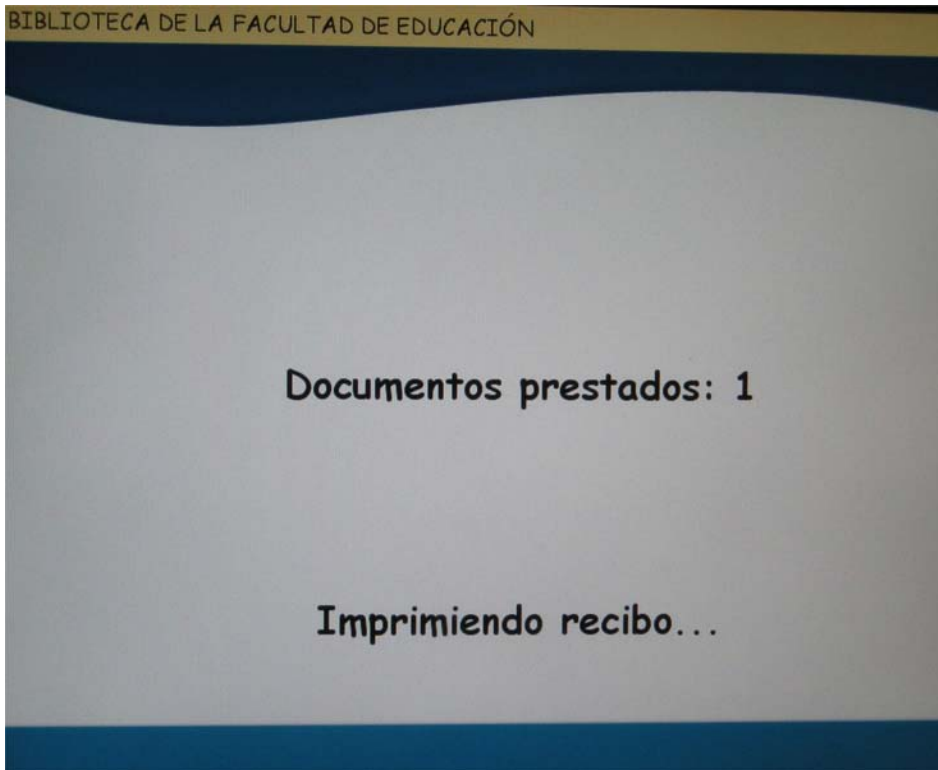 BIBLIOTECA DE LA FACULTAD DE EDUCACIÓN
Documentos prestados: 1
Imprimiendo recibo...